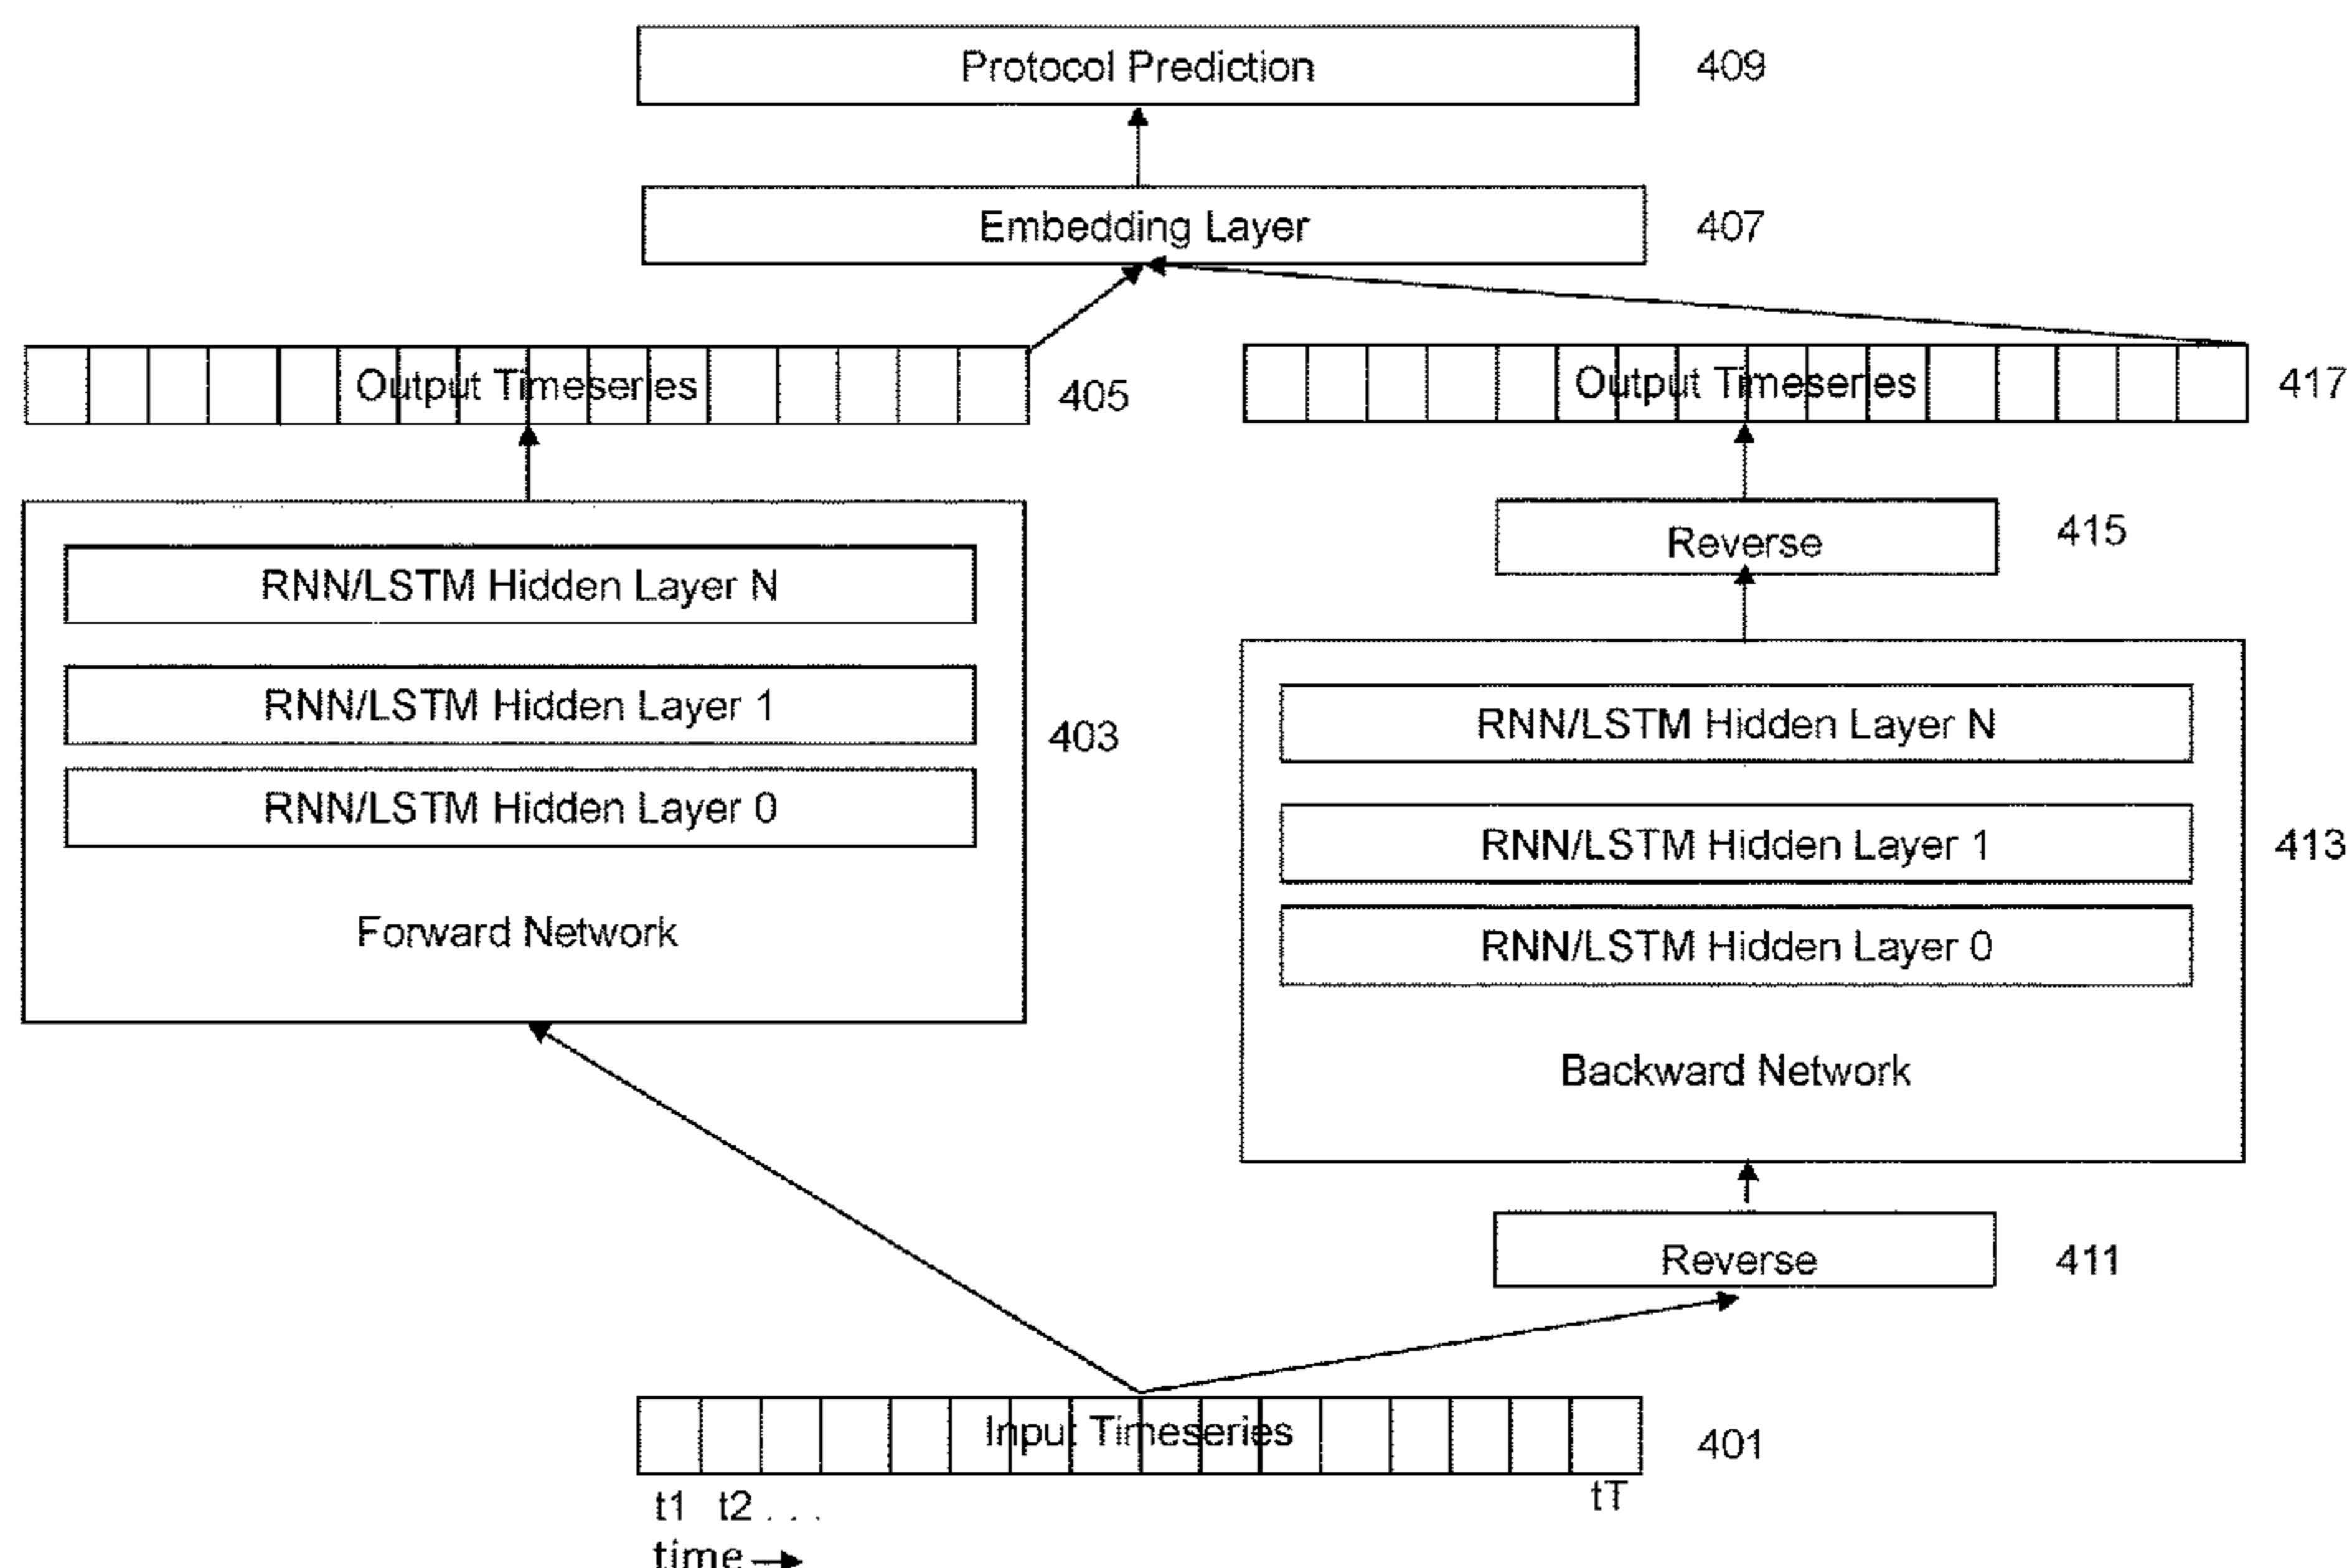 Protocol Prediction 409
Embedding Layer 407
Output Timeseries 405
Output Timeseries 417
Reverse 415
RNN/LSTM Hidden Layer N
RNN/LSTM Hidden Layer 1
RNN/LSTM Hidden Layer 0
Forward Network
403
RNN/LSTM Hidden Layer N
RNN/LSTM Hidden Layer 1
RNN/LSTM Hidden Layer 0
Backward Network
413
Reverse 411
Input Timeseries 401
t1 t2 . . . tT
time